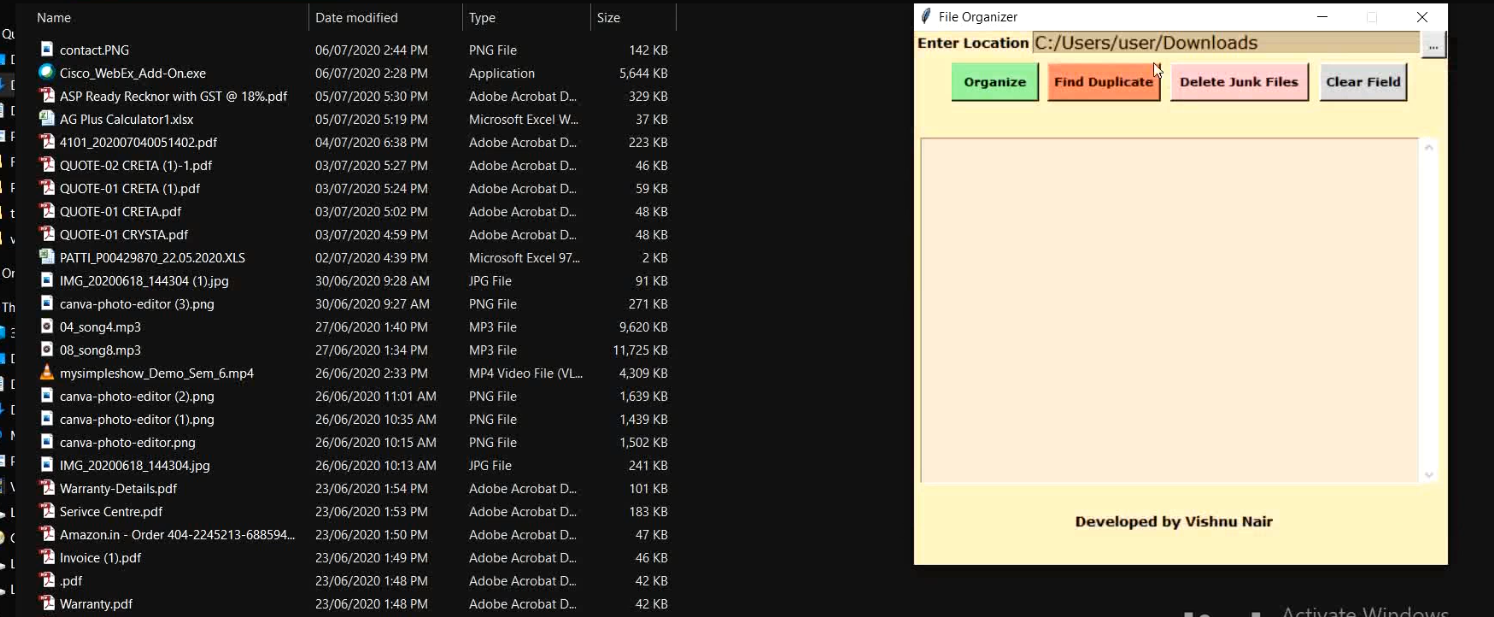 Name Date modified Type Size
contact.PNG 06/07/2020 2:44 PM PNG File 142 KB
Cisco_WebEx_Add-On.exe 06/07/2020 2:28 PM Application 5,644 KB
ASP Ready Recknor with GST @ 18%.pdf 05/07/2020 5:30 PM Adobe Acrobat D... 329 KB
AG Plus Calculator1.xlsx 05/07/2020 5:19 PM Microsoft Excel W... 37 KB
4101_202007040051402.pdf 04/07/2020 6:38 PM Adobe Acrobat D... 223 KB
QUOTE-02 CRETA (1)-1.pdf 03/07/2020 5:27 PM Adobe Acrobat D... 46 KB
QUOTE-01 CRETA (1).pdf 03/07/2020 5:24 PM Adobe Acrobat D... 59 KB
QUOTE-01 CRETA.pdf 03/07/2020 5:02 PM Adobe Acrobat D... 48 KB
QUOTE-01 CRYSTA.pdf 03/07/2020 4:59 PM Adobe Acrobat D... 48 KB
PATTI_P00429870_22.05.2020.XLS 02/07/2020 4:39 PM Microsoft Excel 97... 2 KB
IMG_20200618_144304 (1).jpg 30/06/2020 9:28 AM JPG File 91 KB
canva-photo-editor (3).png 30/06/2020 9:27 AM PNG File 271 KB
04_song4.mp3 27/06/2020 1:40 PM MP3 File 9,620 KB
08_song8.mp3 27/06/2020 1:34 PM MP3 File 11,725 KB
mysimpleshow_Demo_Sem_6.mp4 26/06/2020 2:33 PM MP4 Video File (VL... 4,309 KB
canva-photo-editor (2).png 26/06/2020 11:01 AM PNG File 1,639 KB
canva-photo-editor (1).png 26/06/2020 10:35 AM PNG File 1,439 KB
canva-photo-editor.png 26/06/2020 10:15 AM PNG File 1,502 KB
IMG_20200618_144304.jpg 26/06/2020 10:13 AM JPG File 241 KB
Warranty-Details.pdf 23/06/2020 1:54 PM Adobe Acrobat D... 101 KB
Serivce Centre.pdf 23/06/2020 1:53 PM Adobe Acrobat D... 183 KB
Amazon.in - Order 404-2245213-688594... 23/06/2020 1:50 PM Adobe Acrobat D... 47 KB
Invoice (1).pdf 23/06/2020 1:49 PM Adobe Acrobat D... 46 KB
.pdf 23/06/2020 1:48 PM Adobe Acrobat D... 42 KB
Warranty.pdf 23/06/2020 1:48 PM Adobe Acrobat D... 42 KB
File Organizer
Enter Location C:/Users/user/Downloads ...
Organize Find Duplicate Delete Junk Files Clear Field
Developed by Vishnu Nair
Activate Windows